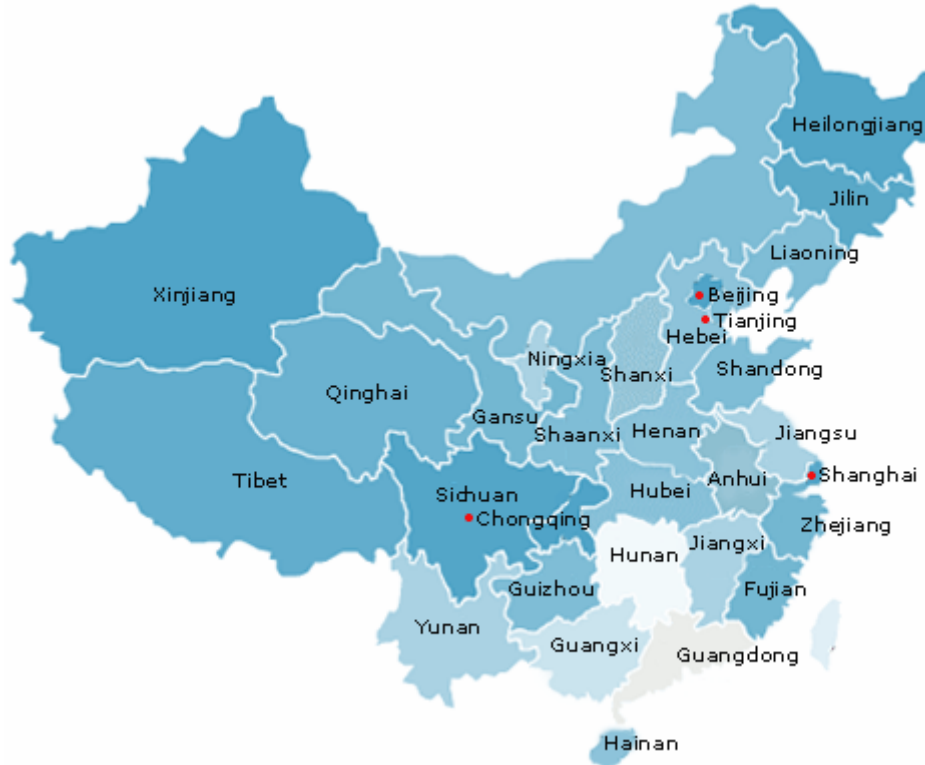 Heilongjiang
Jilin
Liaoning
Xinjiang
Beijing
Tianjing
Hebei
Ningxia
Shanxi
Shandong
Qinghai
Gansu
Shaanxi
Henan
Jiangsu
Tibet
Sichuan
Hubei
Anhui
Shanghai
Chongqing
Zhejiang
Hunan
Jiangxi
Guizhou
Fujian
Yunan
Guangxi
Guangdong
Hainan